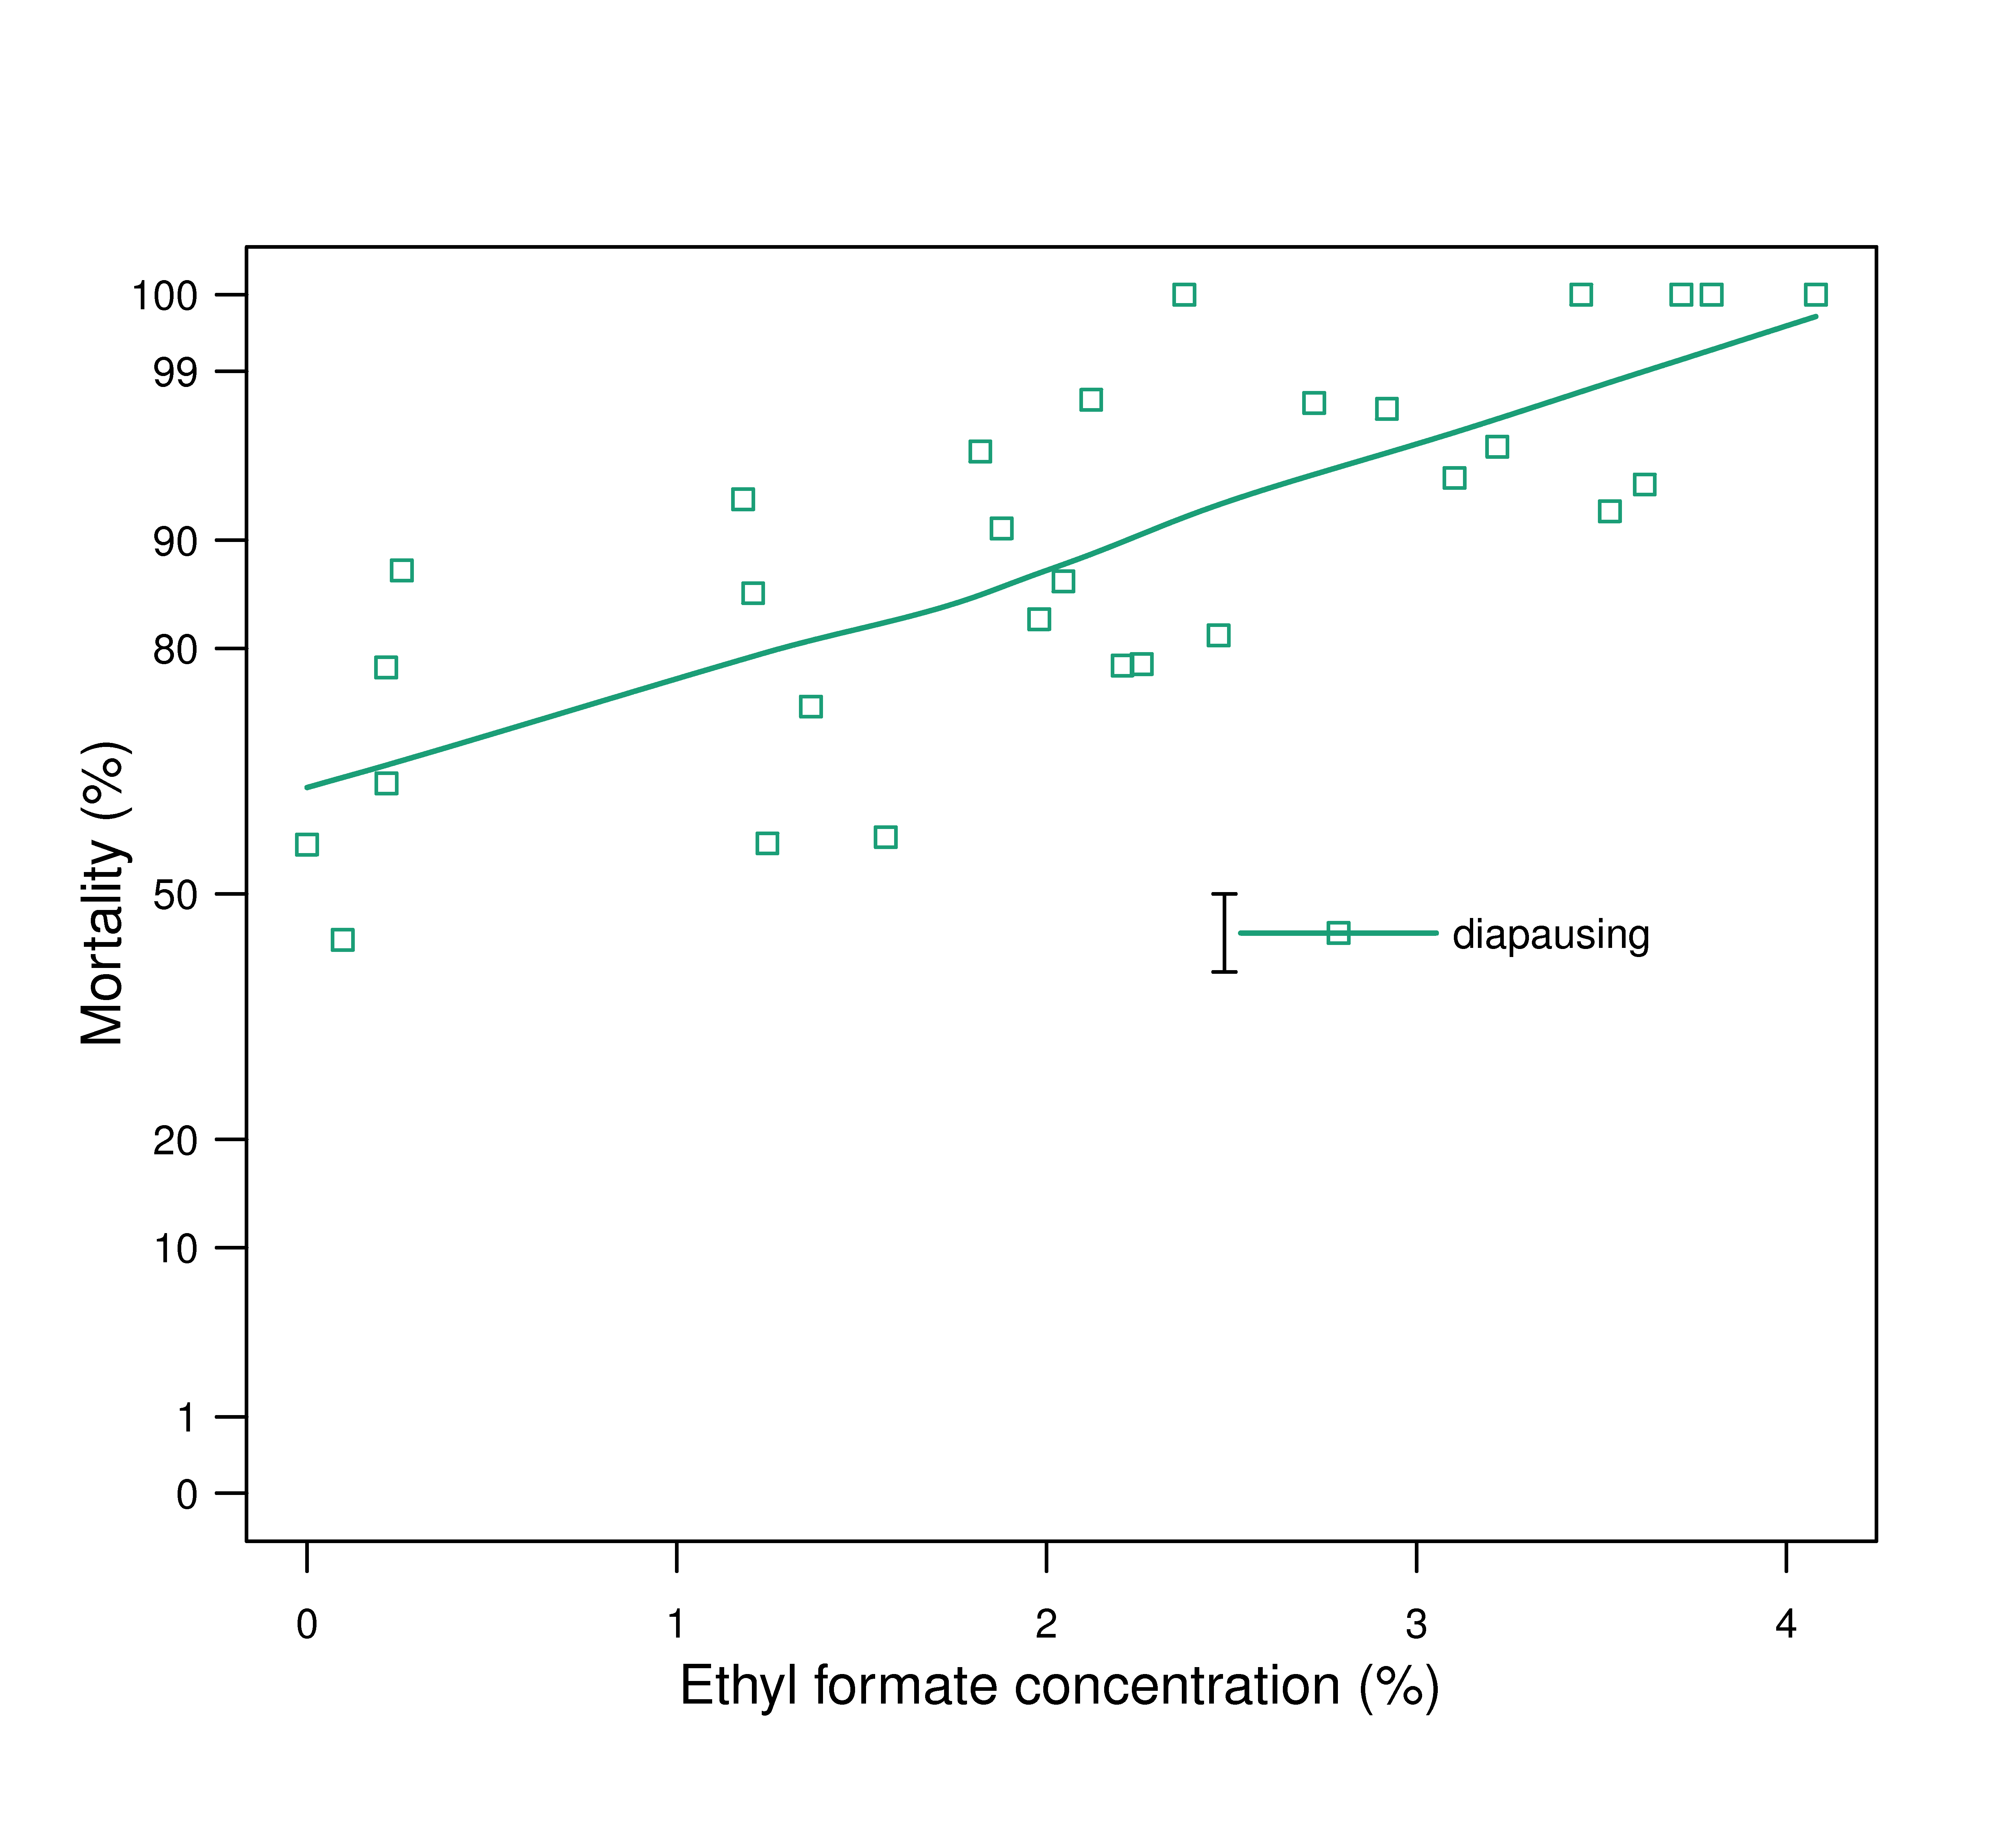 100
99
90
80
50
20
10
1
0
Mortality (%)
diapausing
0 1 2 3 4
Ethyl formate concentration (%)